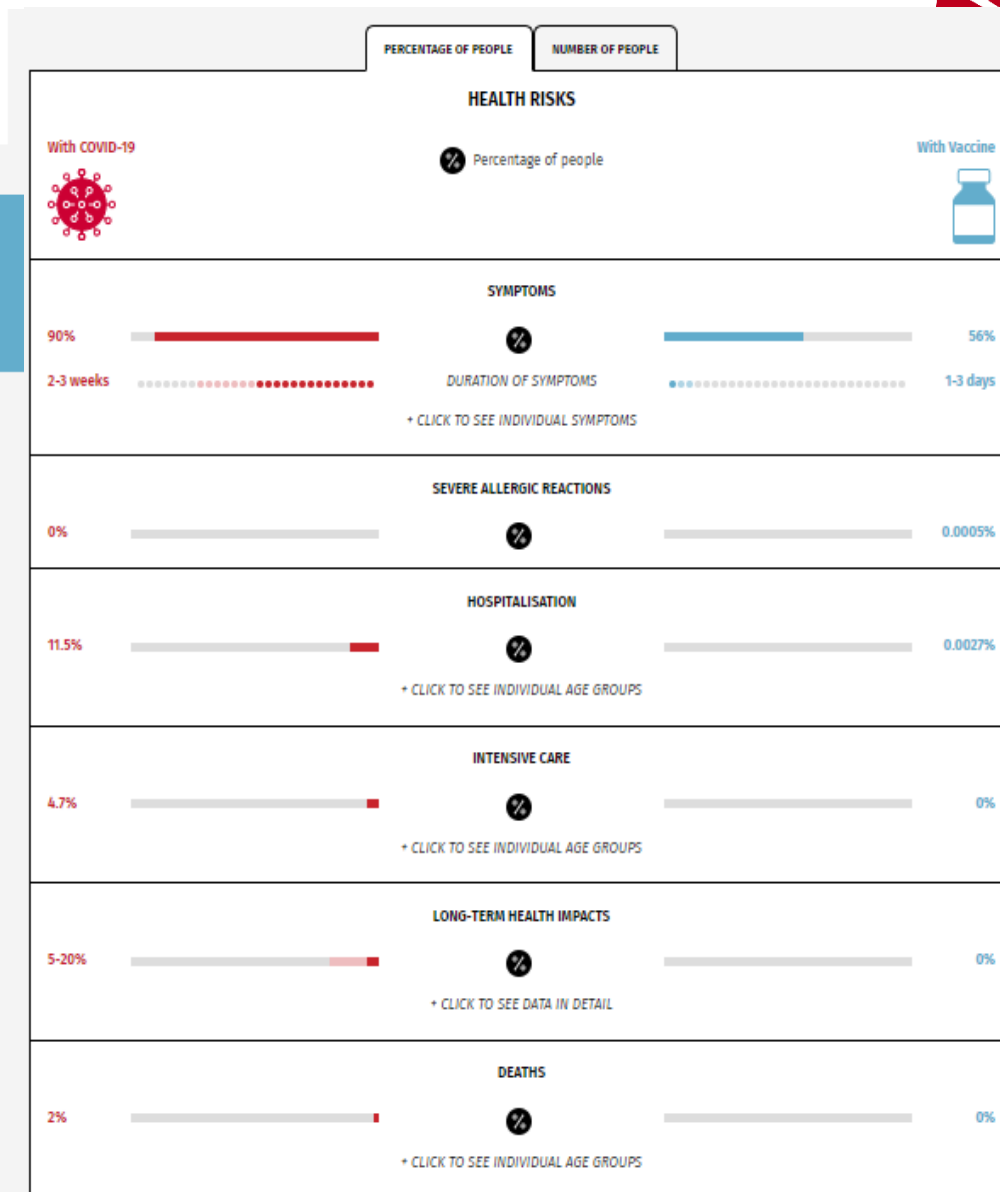 PERCENTAGE OF PEOPLE
NUMBER OF PEOPLE
HEALTH RISKS
With COVID-19
Percentage of people
With Vaccine
SYMPTOMS
90%
%
56%
2-3 weeks
DURATION OF SYMPTOMS
1-3 days
+ CLICK TO SEE INDIVIDUAL SYMPTOMS
SEVERE ALLERGIC REACTIONS
0%
%
0.0005%
HOSPITALISATION
11.5%
%
0.0027%
+ CLICK TO SEE INDIVIDUAL AGE GROUPS
INTENSIVE CARE
4.7%
%
0%
+ CLICK TO SEE INDIVIDUAL AGE GROUPS
LONG-TERM HEALTH IMPACTS
5-20%
%
0%
+ CLICK TO SEE DATA IN DETAIL
DEATHS
2%
%
0%
+ CLICK TO SEE INDIVIDUAL AGE GROUPS